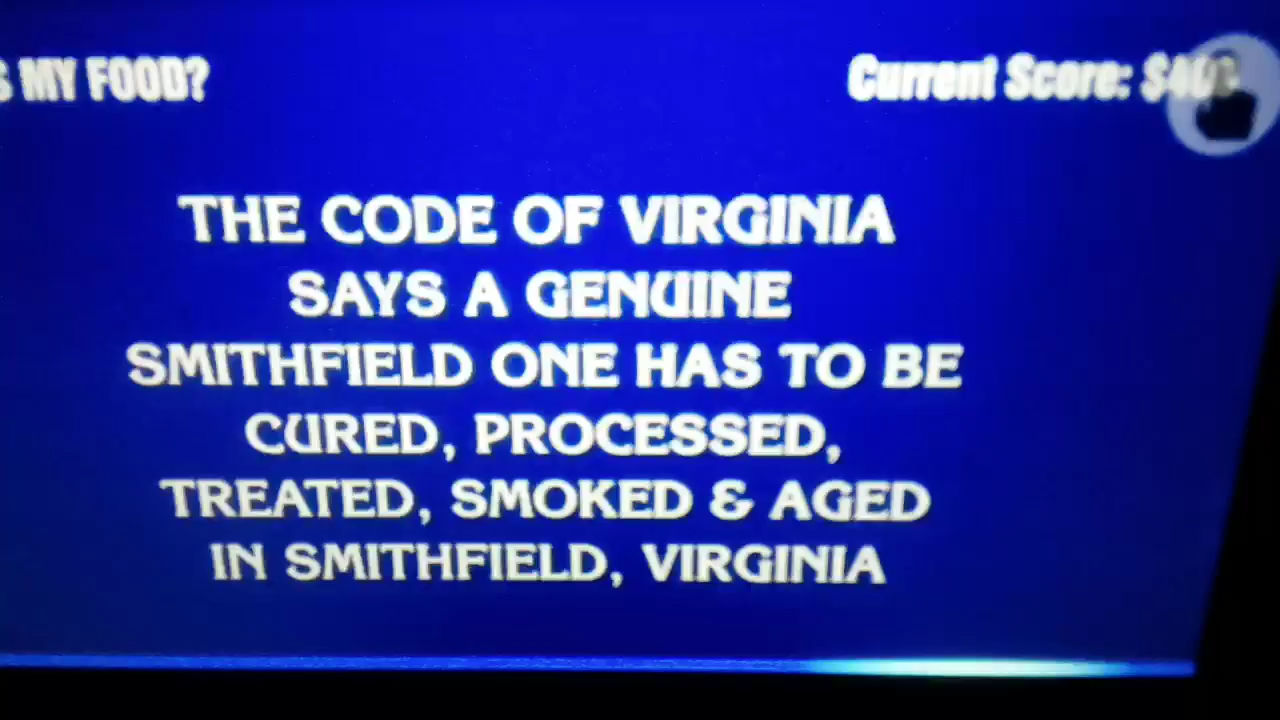 MY FOOD?
Current Score:
THE CODE OF VIRGINIA
SAYS A GENUINE
SMITHFIELD ONE HAS TO BE
CURED, PROCESSED,
TREATED, SMOKED & AGED
IN SMITHFIELD, VIRGINIA